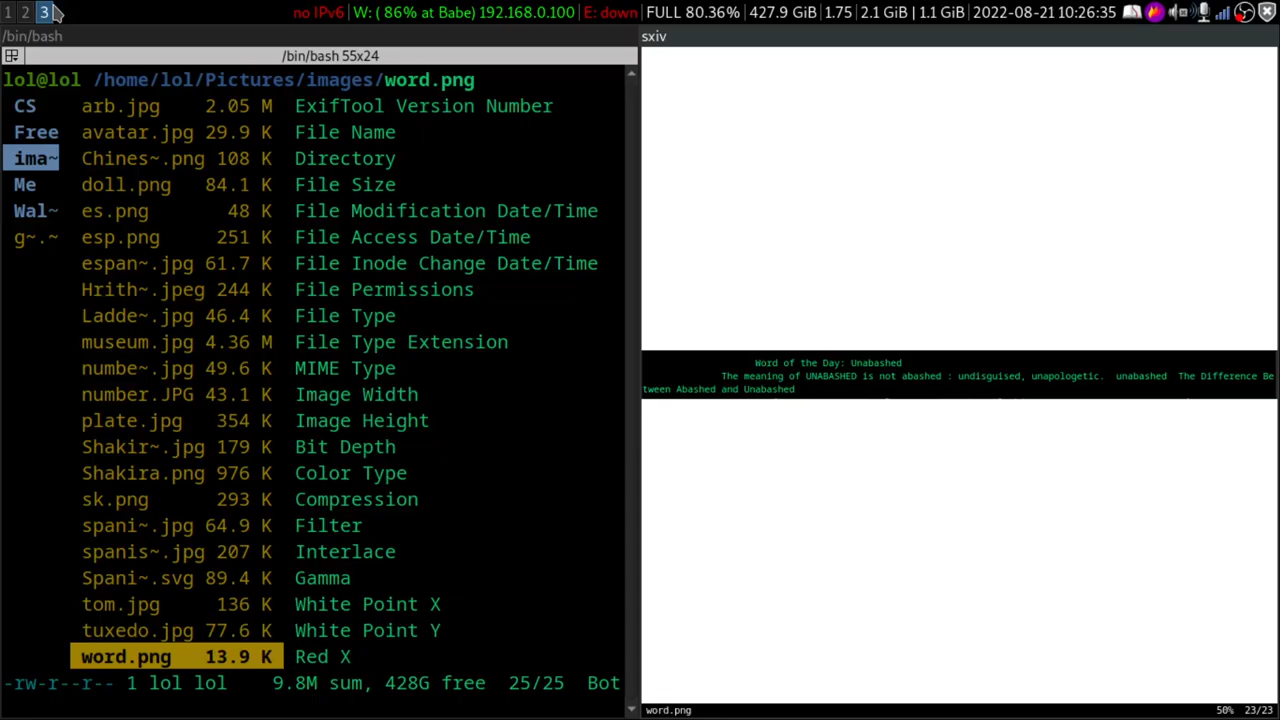 1 2 3 no IPv6 | W: ( 86% at Babe) 192.168.0.100 | E: down | FULL 80.36% | 427.9 GiB | 1.75 | 2.1 GiB | 1.1 GiB | 2022-08-21 10:26:35
/bin/bash
/bin/bash 55x24
lol@lol /home/lol/Pictures/images/word.png
CS arb.jpg 2.05 M ExifTool Version Number
Free avatar.jpg 29.9 K File Name
ima~ Chines~.png 108 K Directory
Me doll.png 84.1 K File Size
Wal~ es.png 48 K File Modification Date/Time
g~.~ esp.png 251 K File Access Date/Time
espan~.jpg 61.7 K File Inode Change Date/Time
Hrith~.jpeg 244 K File Permissions
Ladde~.jpg 46.4 K File Type
museum.jpg 4.36 M File Type Extension
numbe~.jpg 49.6 K MIME Type
number.JPG 43.1 K Image Width
plate.jpg 354 K Image Height
Shakir~.jpg 179 K Bit Depth
Shakira.png 976 K Color Type
sk.png 293 K Compression
spani~.jpg 64.9 K Filter
spanis~.jpg 207 K Interlace
Spani~.svg 89.4 K Gamma
tom.jpg 136 K White Point X
tuxedo.jpg 77.6 K White Point Y
word.png 13.9 K Red X
-rw-r--r-- 1 lol lol 9.8M sum, 428G free 25/25 Bot
sxiv
Word of the Day: Unabashed
The meaning of UNABASHED is not abashed : undisguised, unapologetic. unabashed The Difference Be
tween Abashed and Unabashed
word.png 50% 23/23